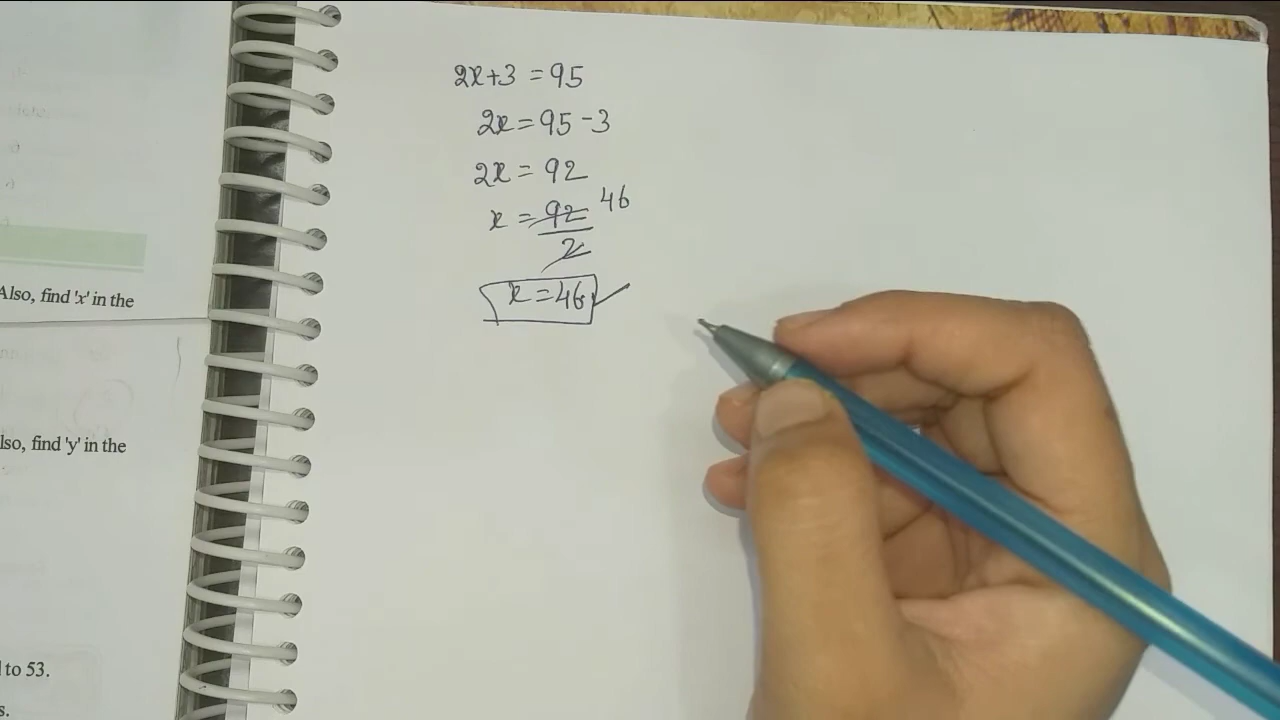 Also, find 'x' in the
lso, find 'y' in the
to 53.
s.
2x+3 = 95
2x = 95 - 3
2x = 92
x = 92/2 46
x = 46